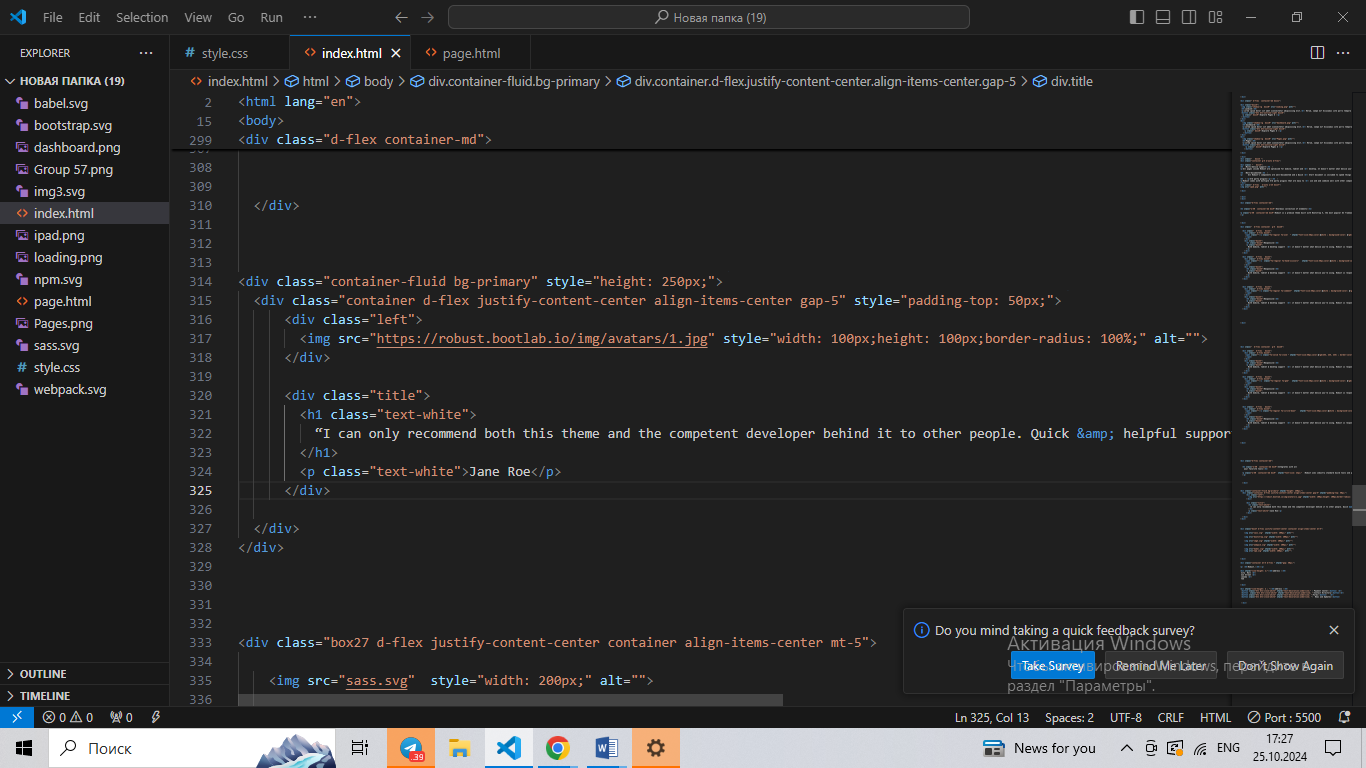 File Edit Selection View Go Run ··· Новая папка (19)
EXPLORER ···
НОВАЯ ПАПКА (19)
babel.svg
bootstrap.svg
dashboard.png
Group 57.png
img3.svg
index.html
ipad.png
loading.png
npm.svg
page.html
Pages.png
sass.svg
style.css
webpack.svg
OUTLINE
TIMELINE
# style.css <> index.html <> page.html
<> index.html > html > body > div.container-fluid.bg-primary > div.container.d-flex.justify-content-center.align-items-center.gap-5 > div.title
2 <html lang="en">
15 <body>
299 <div class="d-flex container-md">
307
308
309
310 </div>
311
312
313
314 <div class="container-fluid bg-primary" style="height: 250px;">
315 <div class="container d-flex justify-content-center align-items-center gap-5" style="padding-top: 50px;">
316 <div class="left">
317 <img src="https://robust.bootlab.io/img/avatars/1.jpg" style="width: 100px;height: 100px;border-radius: 100%;" alt="">
318 </div>
319
320 <div class="title">
321 <h1 class="text-white">
322 “I can only recommend both this theme and the competent developer behind it to other people. Quick &amp; helpful suppor
323 </h1>
324 <p class="text-white">Jane Roe</p>
325 </div>
326
327 </div>
328 </div>
329
330
331
332
333 <div class="box27 d-flex justify-content-center container align-items-center mt-5">
334
335 <img src="sass.svg" style="width: 200px;" alt="">
336
Do you mind taking a quick feedback survey?
Take Survey Remind Me Later Don't Show Again
Активация Windows
Чтобы активировать Windows, перейдите в
раздел "Параметры".
0 0 0 Ln 325, Col 13 Spaces: 2 UTF-8 CRLF HTML Port : 5500
Поиск 39 News for you ENG 17:27
25.10.2024